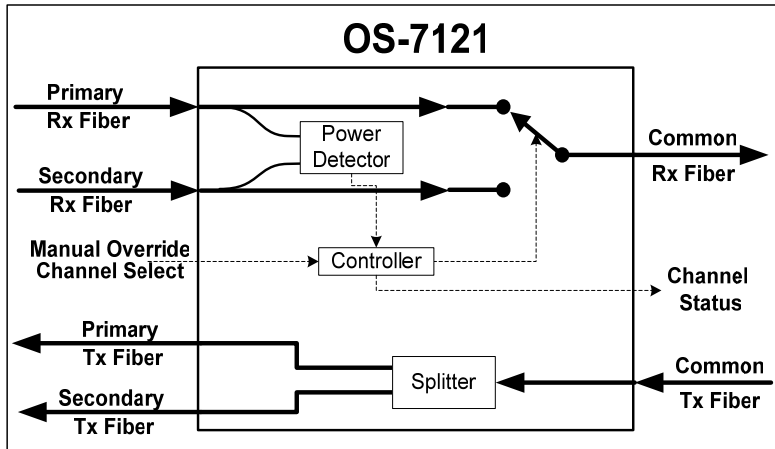 OS-7121
Primary
Rx Fiber
Power
Detector
Common
Rx Fiber
Secondary
Rx Fiber
Manual Override
Channel Select
Controller
Channel
Status
Primary
Tx Fiber
Splitter
Common
Tx Fiber
Secondary
Tx Fiber